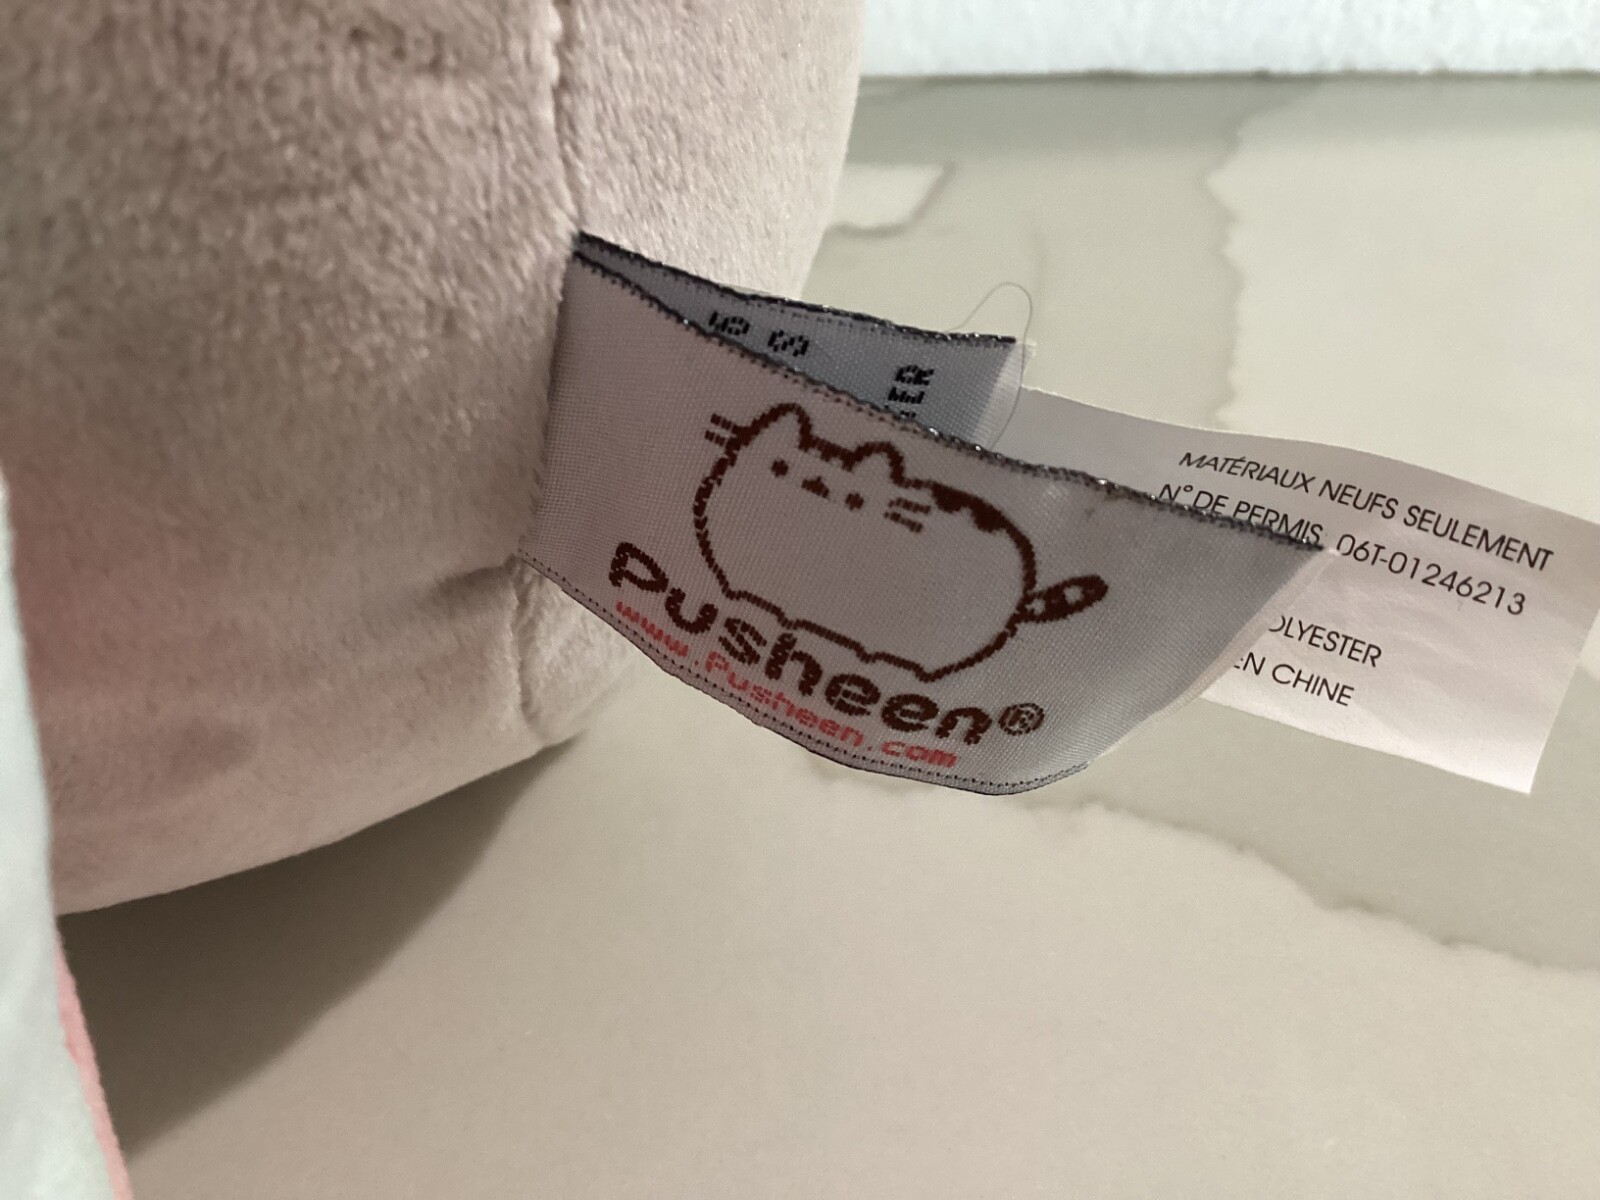 Pusheen®
www.Pusheen.com
MATÉRIAUX NEUFS SEULEMENT
N° DE PERMIS 06T-01246213
OLYESTER
EN CHINE